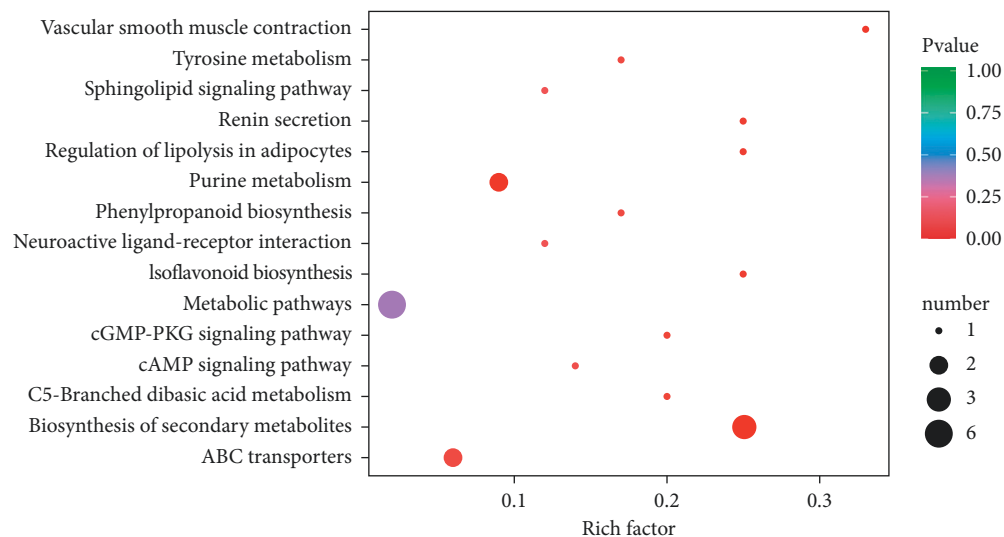 Vascular smooth muscle contraction
Tyrosine metabolism
Sphingolipid signaling pathway
Renin secretion
Regulation of lipolysis in adipocytes
Purine metabolism
Phenylpropanoid biosynthesis
Neuroactive ligand-receptor interaction
lsoflavonoid biosynthesis
Metabolic pathways
cGMP-PKG signaling pathway
cAMP signaling pathway
C5-Branched dibasic acid metabolism
Biosynthesis of secondary metabolites
ABC transporters
0.1 0.2 0.3
Rich factor
Pvalue
1.00
0.75
0.50
0.25
0.00
number
1
2
3
6